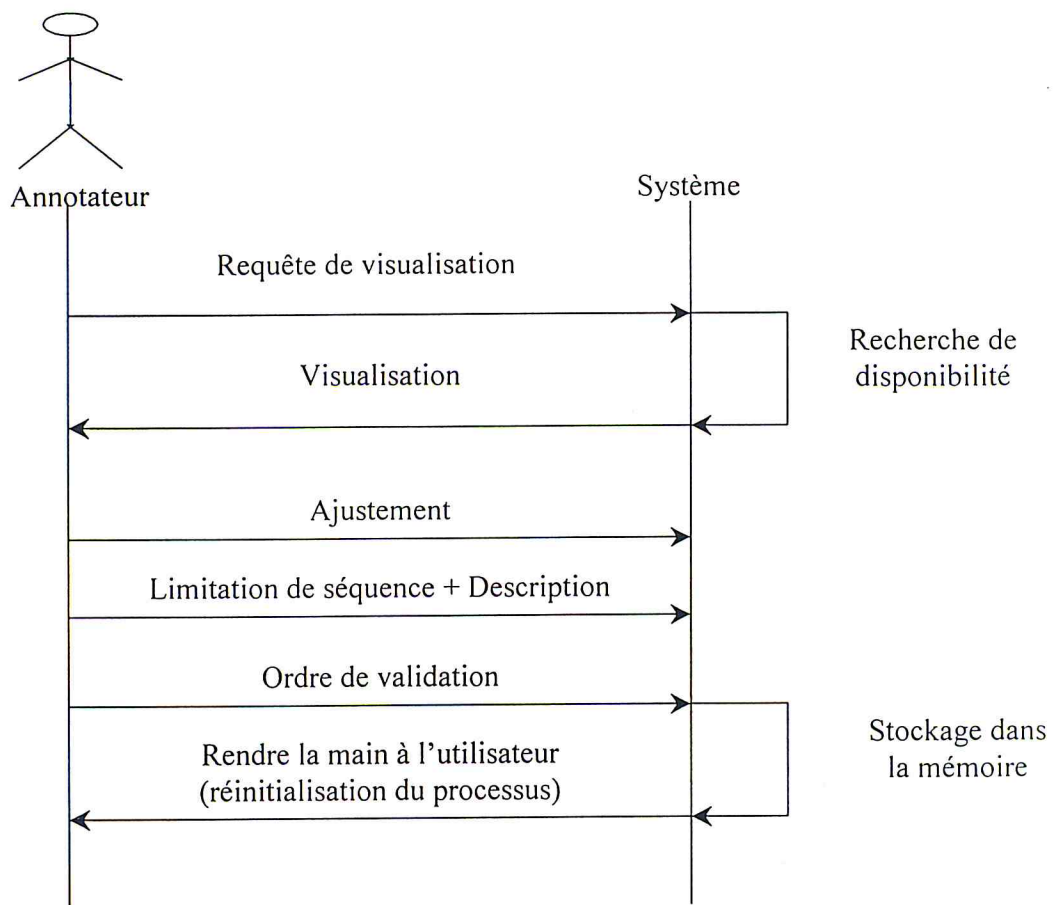 Annotateur
Système
Requête de visualisation
Recherche de
disponibilité
Visualisation
Ajustement
Limitation de séquence + Description
Ordre de validation
Stockage dans
la mémoire
Rendre la main à l'utilisateur
(réinitialisation du processus)